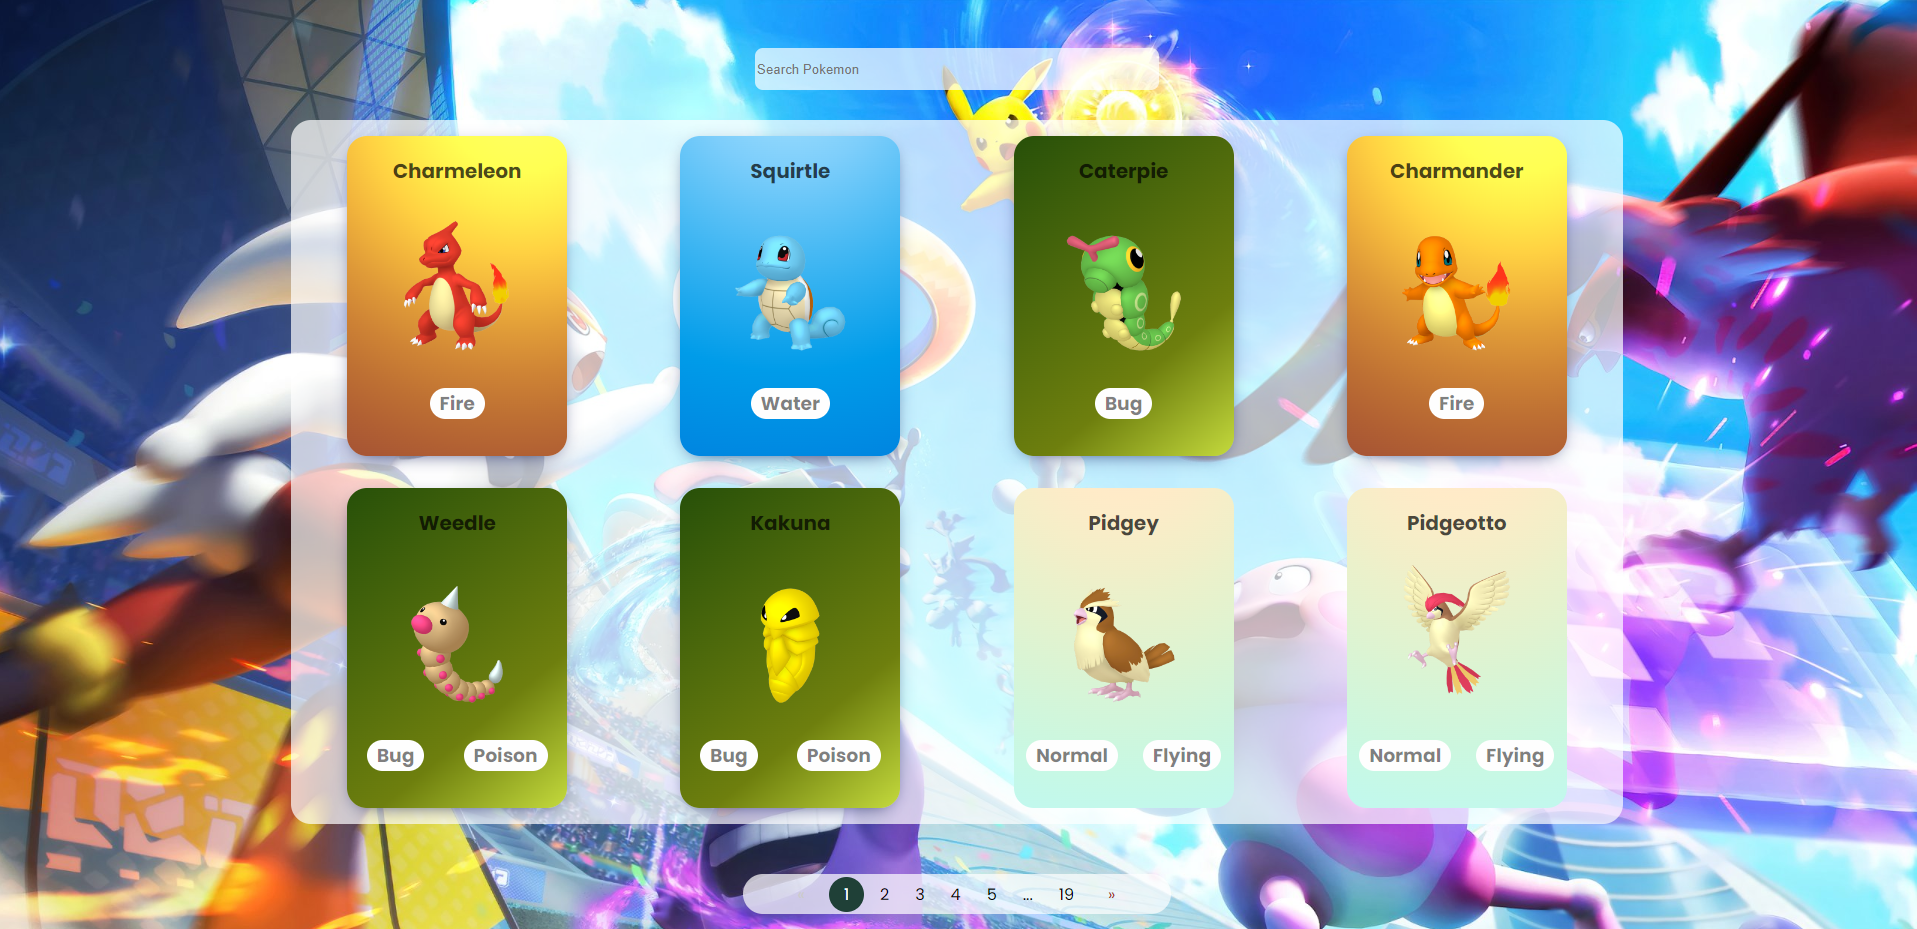 Search Pokemon
Charmeleon
Squirtle
Caterpie
Charmander
Fire
Water
Bug
Fire
Weedle
Kakuna
Pidgey
Pidgeotto
Bug Poison
Bug Poison
Normal Flying
Normal Flying
1 2 3 4 5 ... 19 »